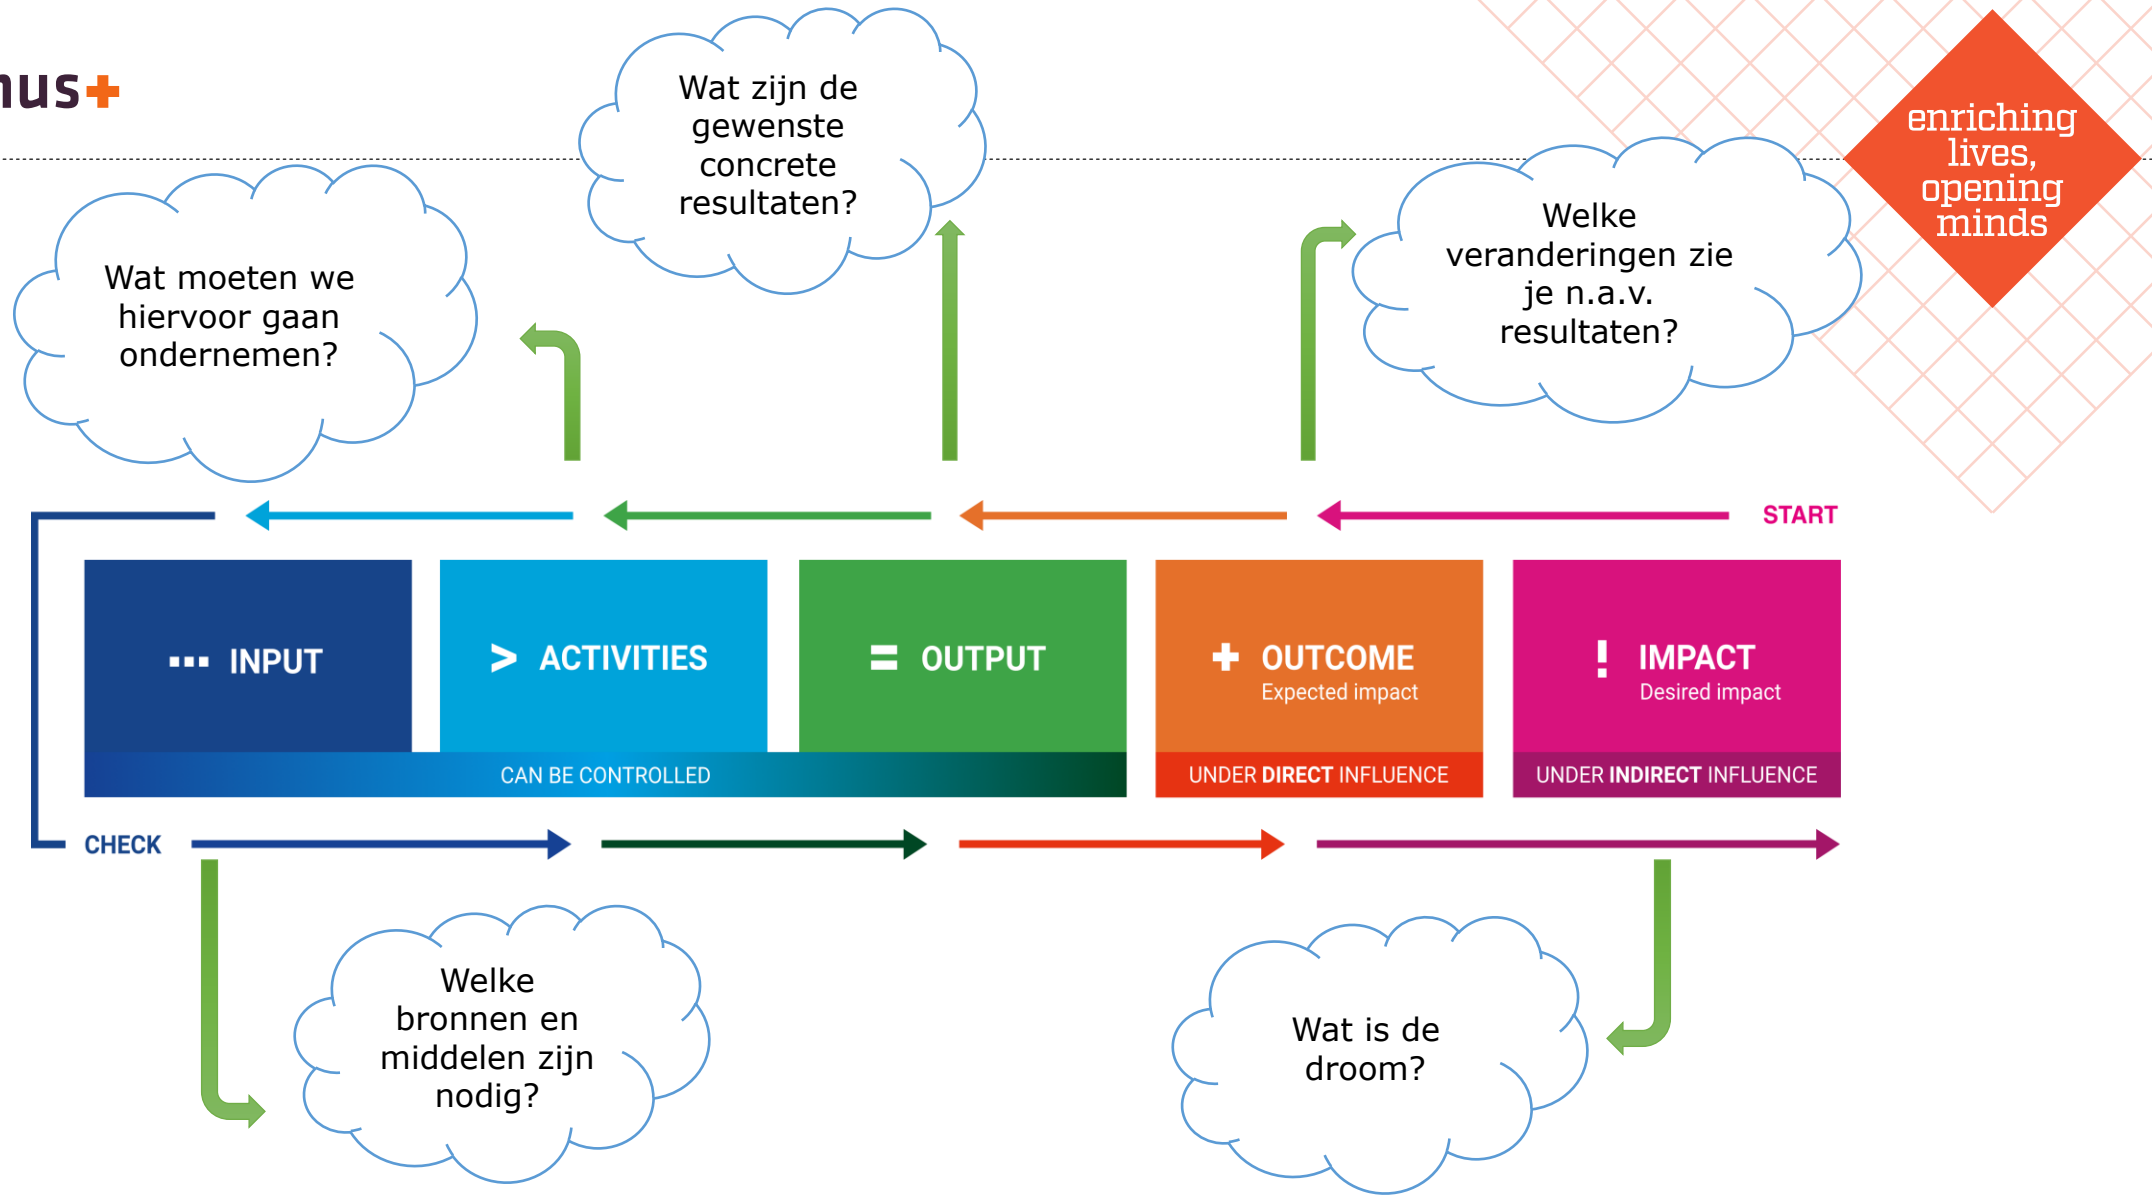 nus+
enriching
lives,
opening
minds
Wat moeten we
hiervoor gaan
ondernemen?
Wat zijn de
gewenste
concrete
resultaten?
Welke
veranderingen zie
je n.a.v.
resultaten?
START
INPUT
> ACTIVITIES
= OUTPUT
+ OUTCOME
Expected impact
! IMPACT
Desired impact
CAN BE CONTROLLED
UNDER DIRECT INFLUENCE
UNDER INDIRECT INFLUENCE
CHECK
Welke
bronnen en
middelen zijn
nodig?
Wat is de
droom?